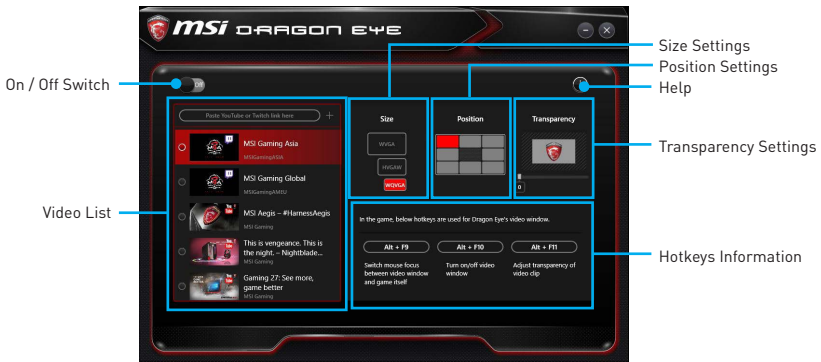 msi DRAGON EYE
Size Settings
Position Settings
Help
On / Off Switch
Off
Paste YouTube or Twitch link here
MSI Gaming Asia
MSIGamingASIA
MSI Gaming Global
MSIGamingAMEU
MSI Aegis – #HarnessAegis
MSI Gaming
This is vengeance. This is
the night. – Nightblade...
MSI Gaming
Gaming 27: See more,
game better
MSI Gaming
Video List
Size
WVGA
HVGAW
WQVGA
Position
Transparency
0
Transparency Settings
In the game, below hotkeys are used for Dragon Eye's video window.
Alt + F9
Switch mouse focus
between video window
and game itself
Alt + F10
Turn on/off video
window
Alt + F11
Adjust transparency of
video clip
Hotkeys Information